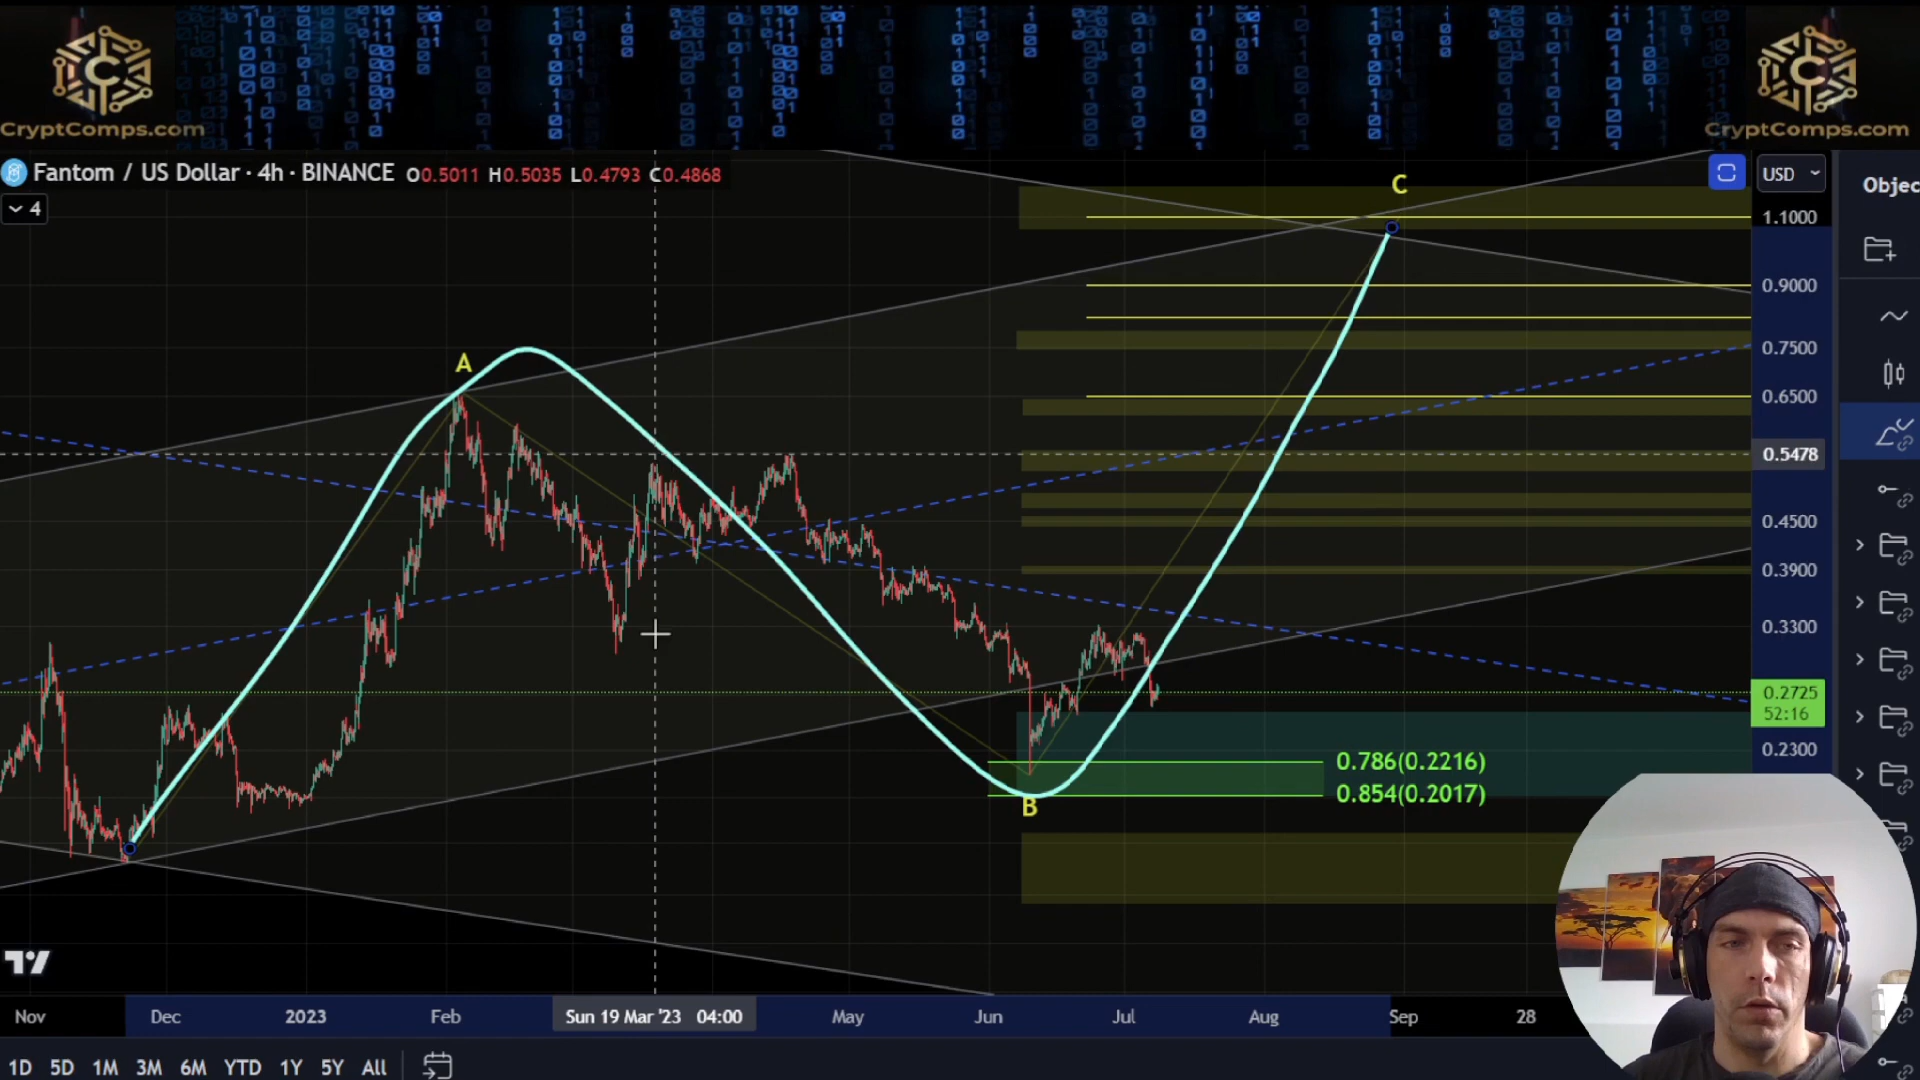 CryptComps.com
CryptComps.com
Fantom / US Dollar · 4h · BINANCE O0.5011 H0.5035 L0.4793 C0.4868
USD
Objec
4
C
1.1000
0.9000
0.7500
A
0.6500
0.5478
0.4500
0.3900
0.3300
0.2725
52:16
0.2300
0.786(0.2216)
0.854(0.2017)
B
Nov Dec 2023 Feb Sun 19 Mar '23 04:00 May Jun Jul Aug Sep 28
1D 5D 1M 3M 6M YTD 1Y 5Y All